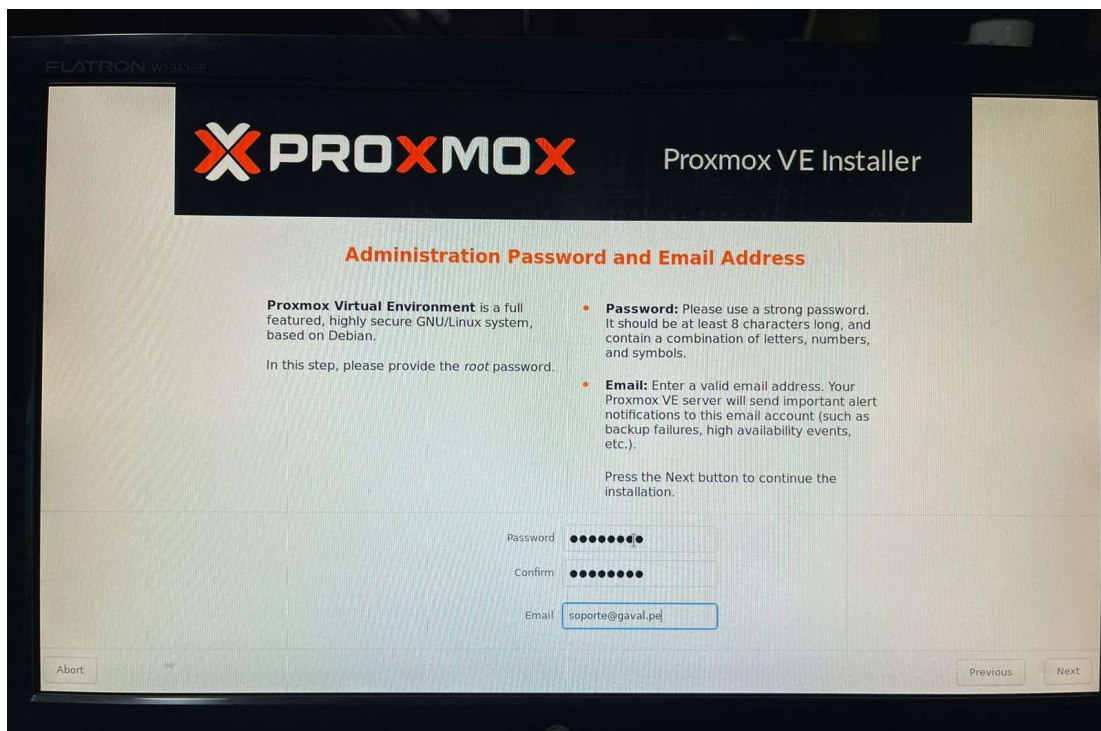 FLATRON W1943SB
PROXMOX
Proxmox VE Installer
Administration Password and Email Address
Proxmox Virtual Environment is a full
featured, highly secure GNU/Linux system,
based on Debian.
In this step, please provide the root password.
Password: Please use a strong password.
It should be at least 8 characters long, and
contain a combination of letters, numbers,
and symbols.
Email: Enter a valid email address. Your
Proxmox VE server will send important alert
notifications to this email account (such as
backup failures, high availability events,
etc.).
Press the Next button to continue the
installation.
Password ●●●●●●●●
Confirm ●●●●●●●●
Email soporte@gaval.pe
Abort
Previous
Next